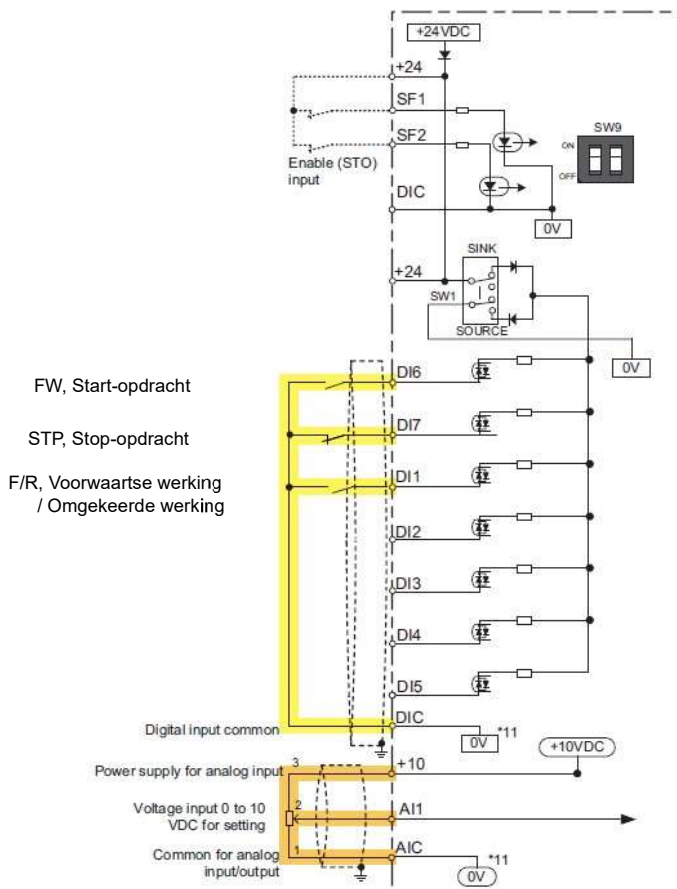 +24VDC
+24
SF1
SW9
ON
SF2
OFF
Enable (STO)
input
DIC
0V
SINK
+24
SW1
SOURCE
0V
DI6
FW, Start-opdracht
DI7
STP, Stop-opdracht
F/R, Voorwaartse werking
/ Omgekeerde werking
DI1
DI2
DI3
DI4
DI5
DIC
Digital input common
*11
0V
+10VDC
3
+10
Power supply for analog input
2
Voltage input 0 to 10
VDC for setting
AI1
1
AIC
Common for analog
input/output
*11
0V